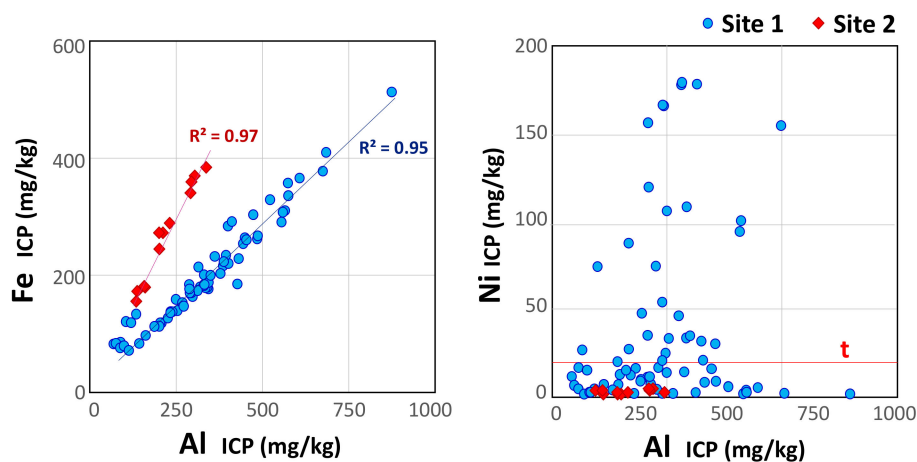 Site 1 Site 2
600
400
200
0
Fe ICP (mg/kg)
R² = 0.97
R² = 0.95
0 250 500 750 1000
Al ICP (mg/kg)
200
150
100
50
0
Ni ICP (mg/kg)
t
0 250 500 750 1000
Al ICP (mg/kg)